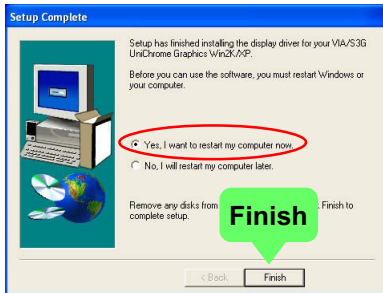 Setup Complete
Setup has finished installing the display driver for your VIA/S3G
UniChrome Graphics Win2K/XP.
Before you can use the software, you must restart Windows or
your computer.
Yes, I want to restart my computer now.
No, I will restart my computer later.
Remove any disks from Finish to
complete setup.
Finish
< Back
Finish